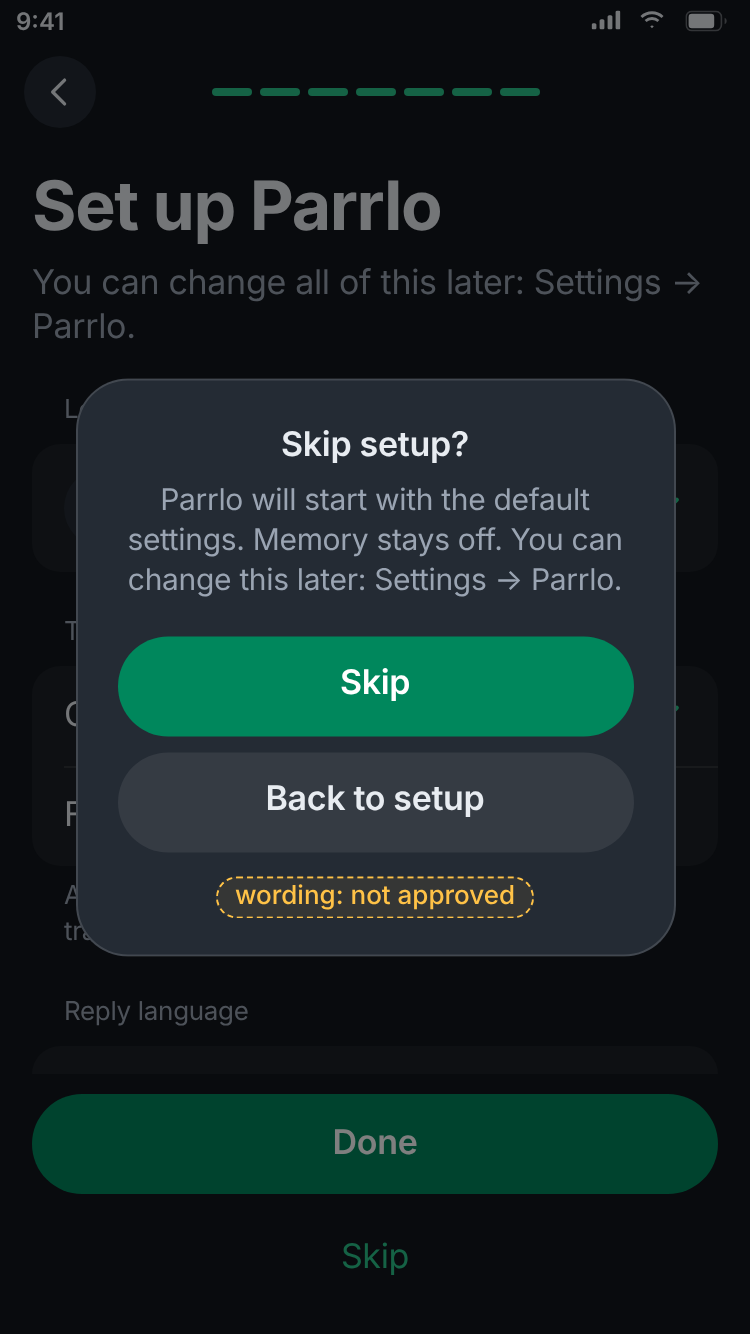 9:41
Set up Parrlo
You can change all of this later: Settings →
Parrlo.
Skip setup?
Parrlo will start with the default
settings. Memory stays off. You can
change this later: Settings → Parrlo.
Skip
Back to setup
wording: not approved
Reply language
Done
Skip